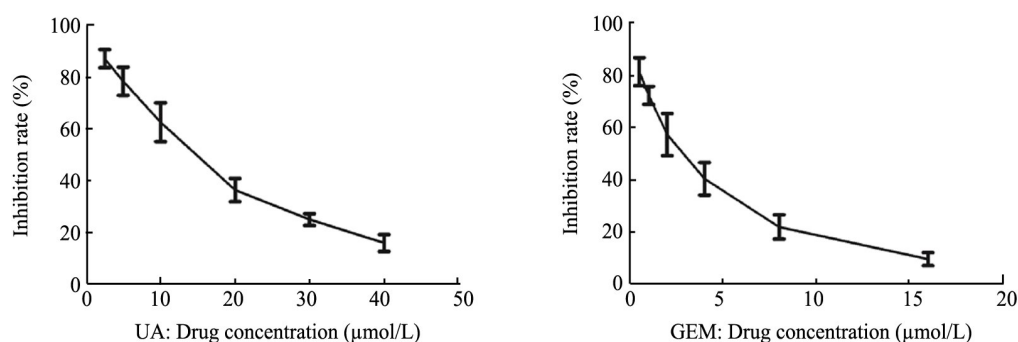 100
80
60
40
20
0
Inhibition rate (%)
0 10 20 30 40 50
UA: Drug concentration (µmol/L)
100
80
60
40
20
0
Inhibition rate (%)
0 5 10 15 20
GEM: Drug concentration (µmol/L)